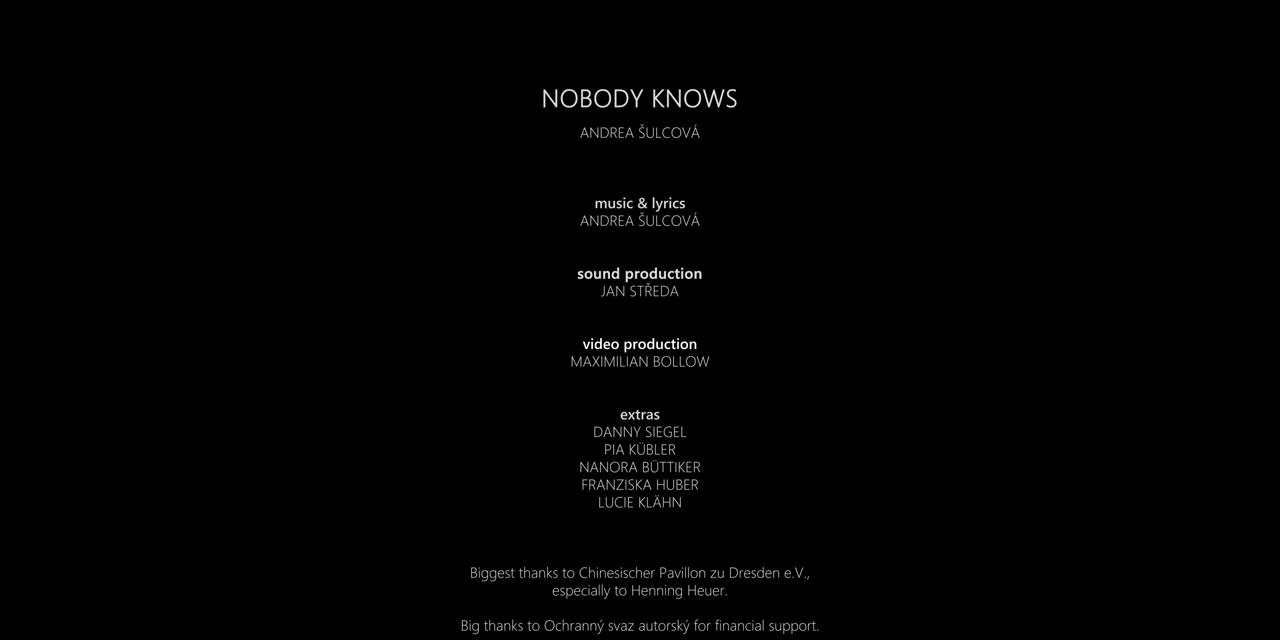 NOBODY KNOWS
ANDREA ŠULCOVÁ
music & lyrics
ANDREA ŠULCOVÁ
sound production
JAN STŘEDA
video production
MAXIMILIAN BOLLOW
extras
DANNY SIEGEL
PIA KÜBLER
NANORA BÜTTIKER
FRANZISKA HUBER
LUCIE KLÄHN
Biggest thanks to Chinesischer Pavillon zu Dresden e.V.,
especially to Henning Heuer.
Big thanks to Ochranný svaz autorský for financial support.